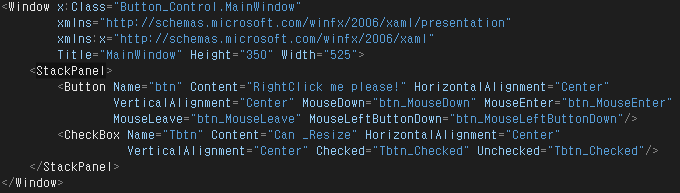 <Window x:Class="Button_Control.MainWindow"
xmlns="http://schemas.microsoft.com/winfx/2006/xaml/presentation"
xmlns:x="http://schemas.microsoft.com/winfx/2006/xaml"
Title="MainWindow" Height="350" Width="525">
<StackPanel>
<Button Name="btn" Content="RightClick me please!" HorizontalAlignment="Center"
VerticalAlignment="Center" MouseDown="btn_MouseDown" MouseEnter="btn_MouseEnter"
MouseLeave="btn_MouseLeave" MouseLeftButtonDown="btn_MouseLeftButtonDown"/>
<CheckBox Name="Tbtn" Content="Can _Resize" HorizontalAlignment="Center"
VerticalAlignment="Center" Checked="Tbtn_Checked" Unchecked="Tbtn_Checked"/>
</StackPanel>
</Window>